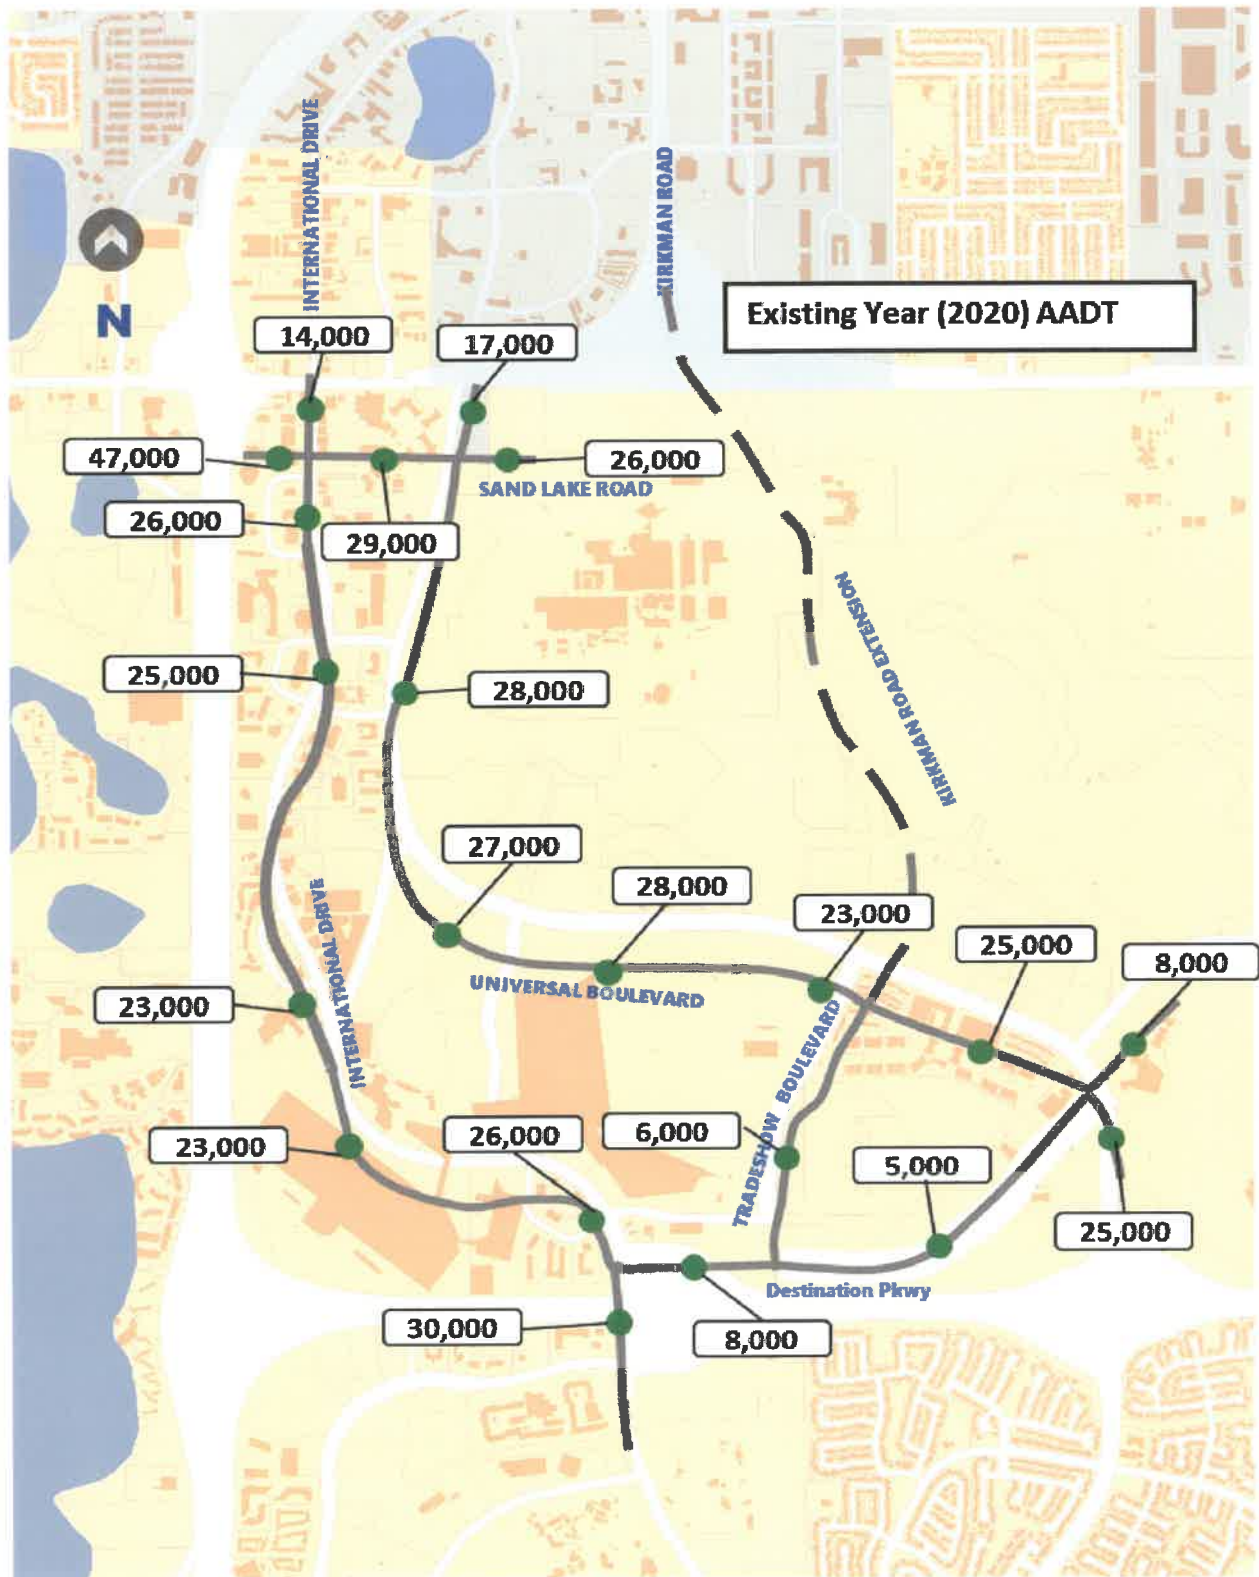 INTERNATIONAL DRIVE
KIRKMAN ROAD
N
Existing Year (2020) AADT
14,000
17,000
47,000
26,000
SAND LAKE ROAD
26,000
29,000
KIRKMAN ROAD EXTENSION
25,000
28,000
27,000
28,000
23,000
25,000
8,000
INTERNATIONAL DRIVE
UNIVERSAL BOULEVARD
23,000
TRADESHOW BOULEVARD
23,000
26,000
6,000
5,000
25,000
Destination Pkwy
30,000
8,000